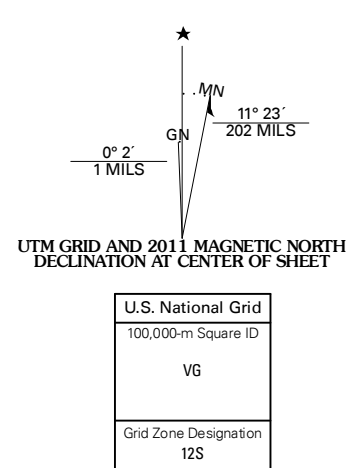 MN
11° 23´
202 MILS
GN
0° 2´
1 MILS
UTM GRID AND 2011 MAGNETIC NORTH
DECLINATION AT CENTER OF SHEET
U.S. National Grid
100,000-m Square ID
VG
Grid Zone Designation
12S